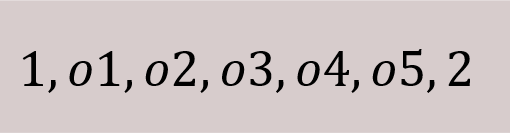 1, o1, o2, o3, o4, o5, 2